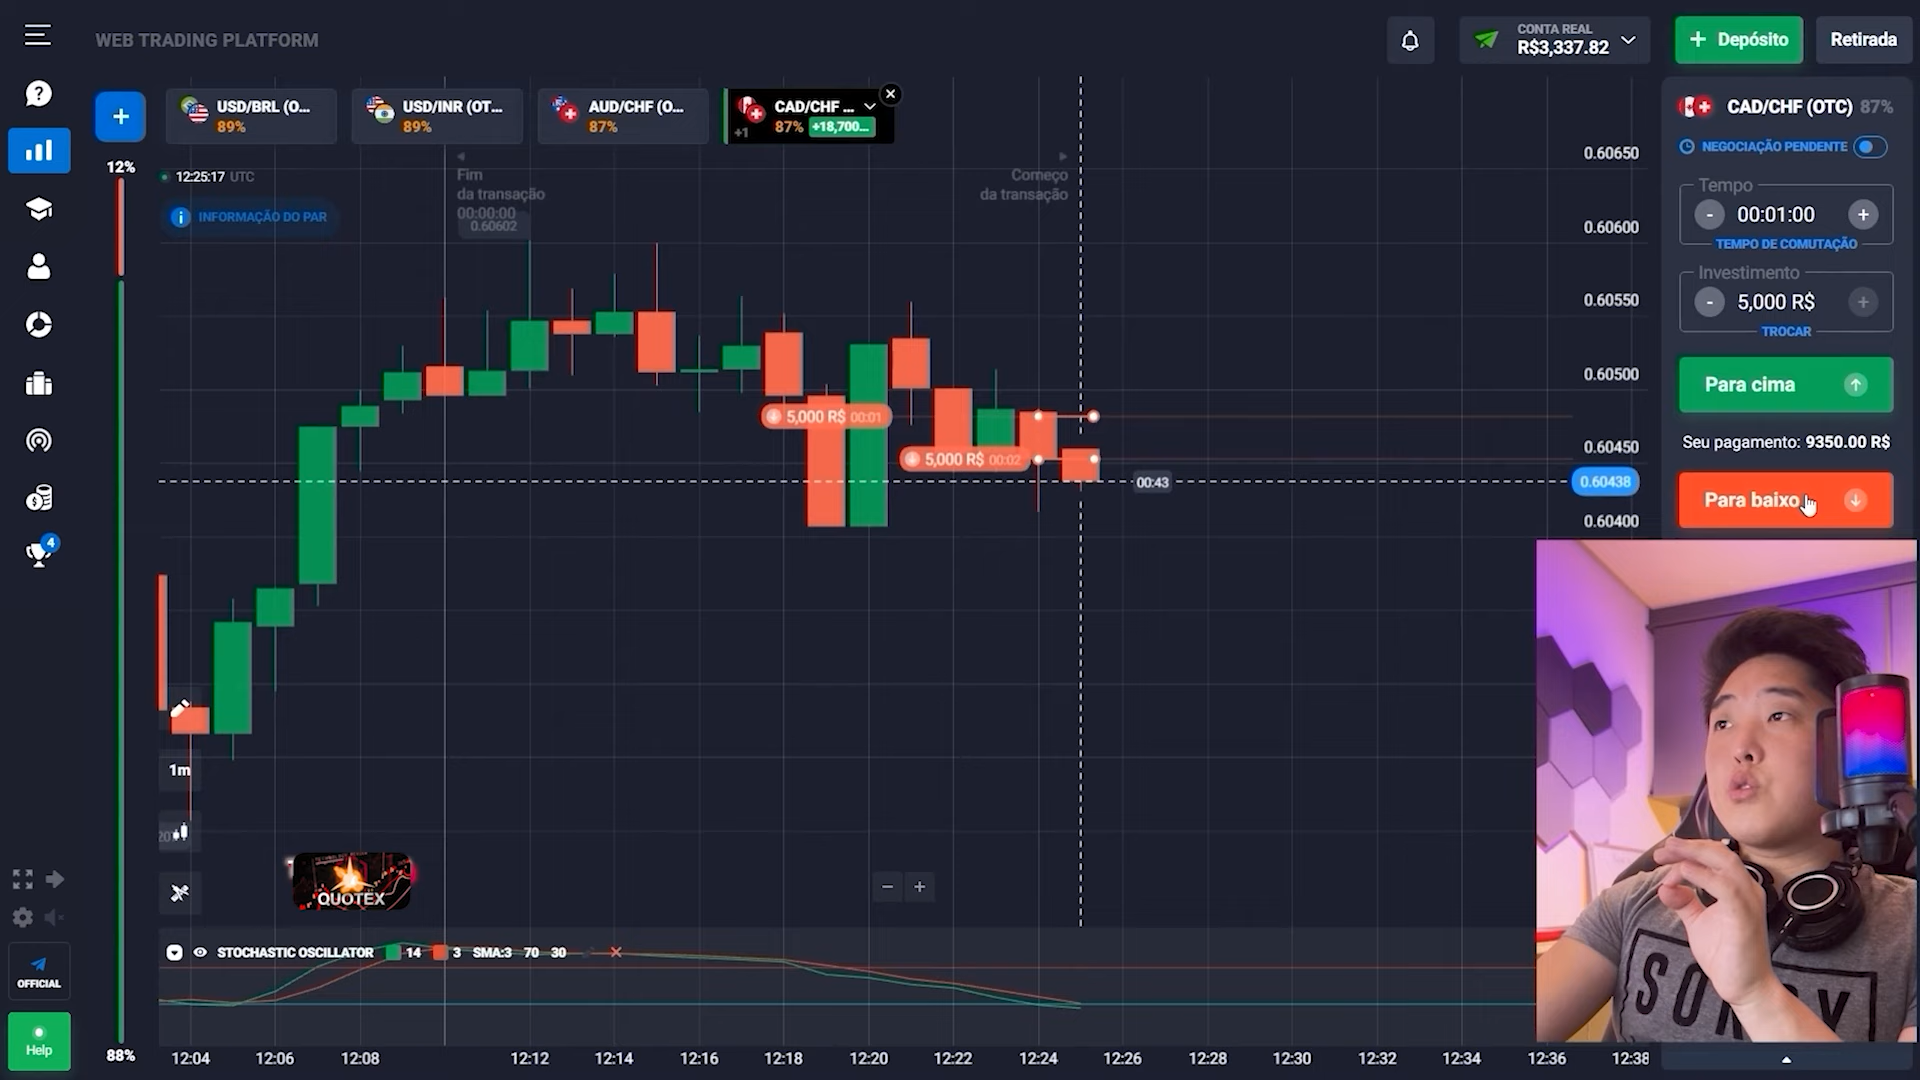 WEB TRADING PLATFORM
CONTA REAL
R$3,337.82
Depósito
Retirada
USD/BRL (O...
89%
USD/INR (OT...
89%
AUD/CHF (O...
87%
CAD/CHF ...
+1
87%
+18,700...
CAD/CHF (OTC) 87%
NEGOCIAÇÃO PENDENTE
Tempo
- 00:01:00 +
TEMPO DE COMUTAÇÃO
Investimento
- 5,000 R$ +
TROCAR
Para cima
Seu pagamento: 9350.00 R$
Para baixo
12%
12:25:17 UTC
INFORMAÇÃO DO PAR
Fim
da transação
00:00:00
0.60602
Começo
da transação
0.60650
0.60600
0.60550
0.60500
0.60450
0.60438
0.60400
5,000 R$ 00:01
5,000 R$ 00:02
00:43
4
1m
QUOTEX
STOCHASTIC OSCILLATOR 14 3 SMA:3 70 30
OFFICIAL
Help
88%
12:04 12:06 12:08 12:12 12:14 12:16 12:18 12:20 12:22 12:24 12:26 12:28 12:30 12:32 12:34 12:36 12:38